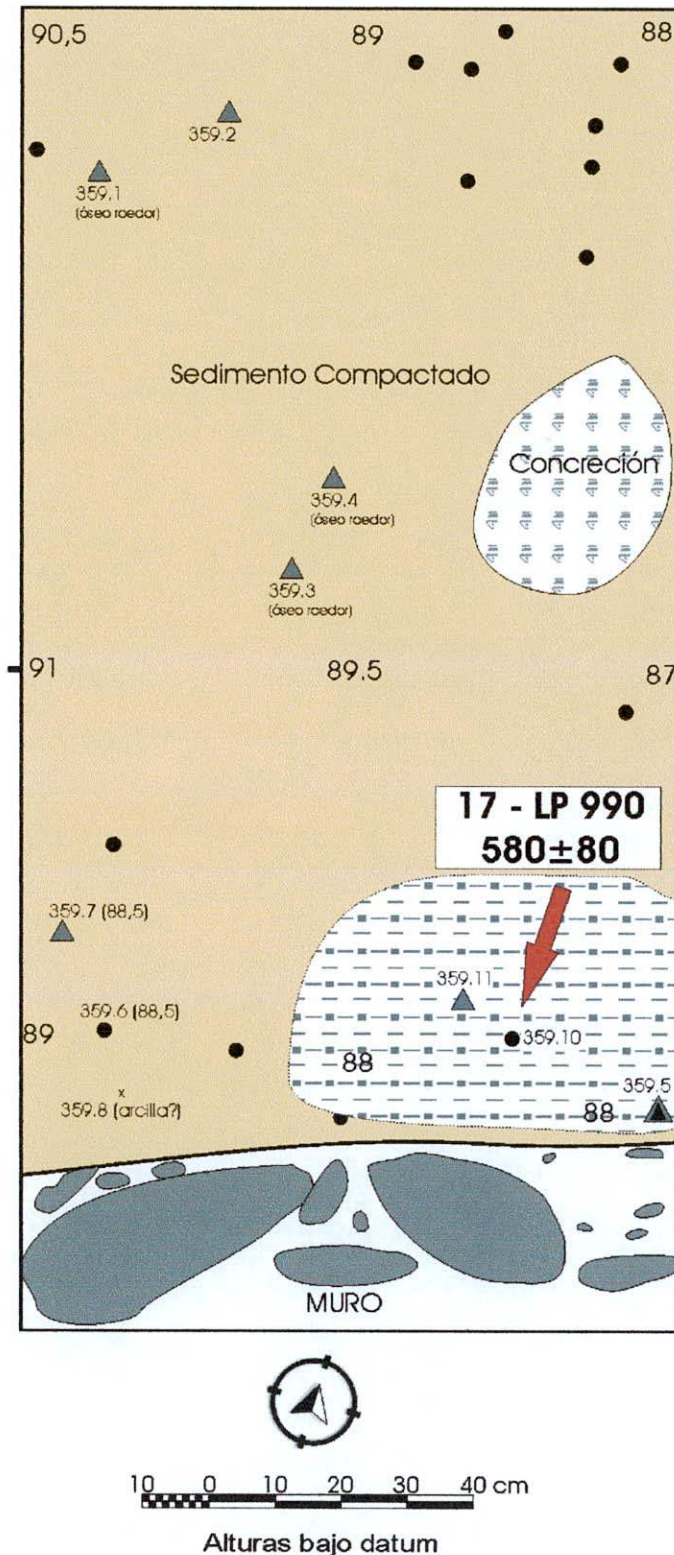 90,5 89 88
359.2
359.1
(óseo roedor)
Sedimento Compactado
Concreción
359.4
(óseo roedor)
359.3
(óseo roedor)
91 89.5 87
17 - LP 990
580±80
359.7 (88,5)
359.11
359.6 (88,5)
359.10
89
88
359.5
x
359.8 (arcilla?)
88
MURO
10 0 10 20 30 40 cm
Alturas bajo datum